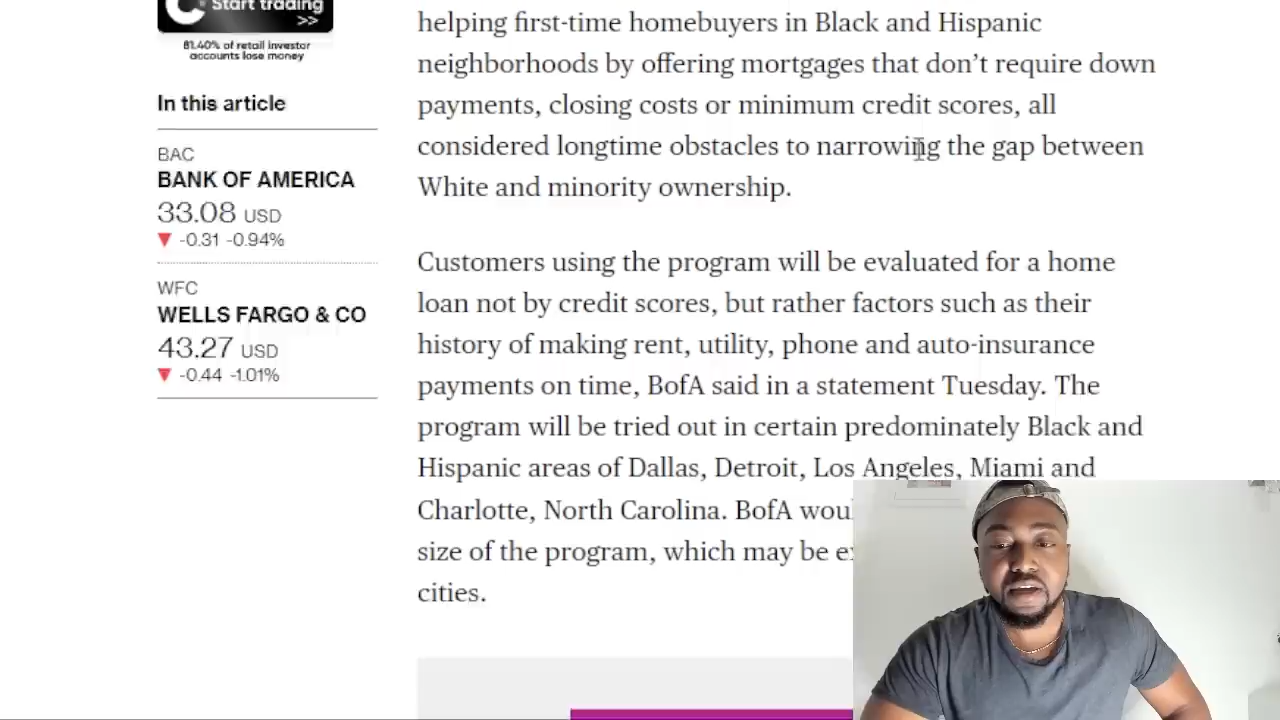 Start trading
>>
81.40% of retail investor
accounts lose money
In this article
BAC
BANK OF AMERICA
33.08 USD
▼ -0.31 -0.94%
WFC
WELLS FARGO & CO
43.27 USD
▼ -0.44 -1.01%
helping first-time homebuyers in Black and Hispanic
neighborhoods by offering mortgages that don’t require down
payments, closing costs or minimum credit scores, all
considered longtime obstacles to narrowing the gap between
White and minority ownership.
Customers using the program will be evaluated for a home
loan not by credit scores, but rather factors such as their
history of making rent, utility, phone and auto-insurance
payments on time, BofA said in a statement Tuesday. The
program will be tried out in certain predominately Black and
Hispanic areas of Dallas, Detroit, Los Angeles, Miami and
Charlotte, North Carolina. BofA
size of the program, which may be
cities.